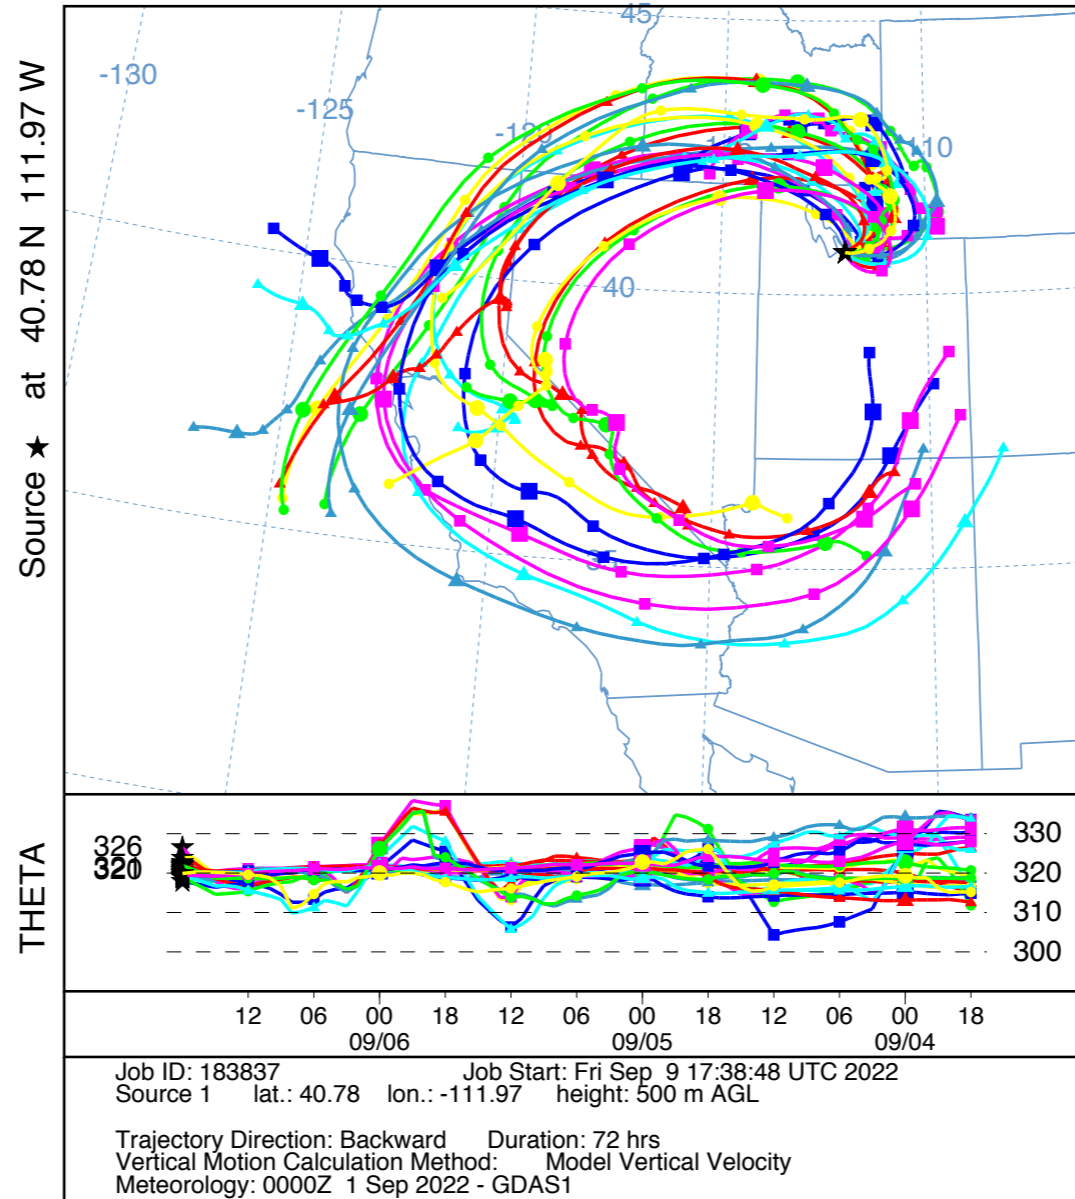 Source ★ at 40.78 N 111.97 W
45
-130
-125
110
40
THETA
326
320
330
320
310
300
12 06 00 18 12 06 00 18 12 06 00 18
09/06 09/05 09/04
Job ID: 183837 Job Start: Fri Sep 9 17:38:48 UTC 2022
Source 1 lat.: 40.78 lon.: -111.97 height: 500 m AGL
Trajectory Direction: Backward Duration: 72 hrs
Vertical Motion Calculation Method: Model Vertical Velocity
Meteorology: 0000Z 1 Sep 2022 - GDAS1